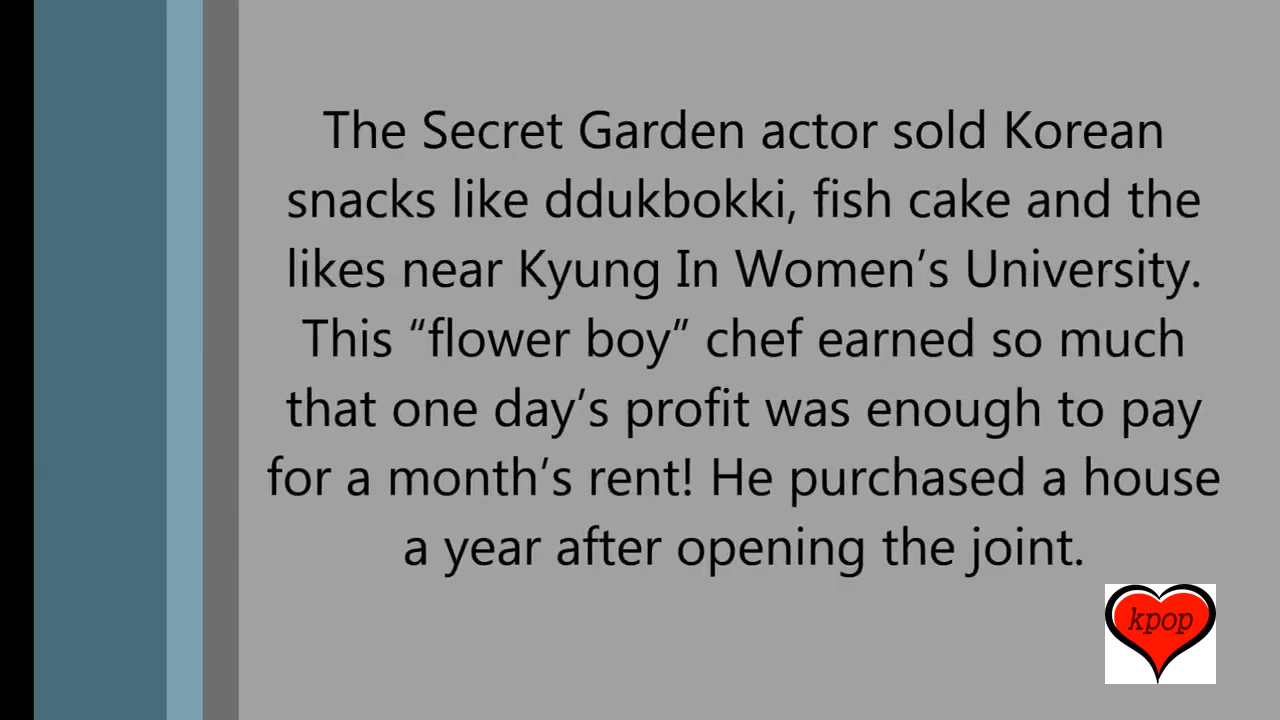 The Secret Garden actor sold Korean
snacks like ddukbokki, fish cake and the
likes near Kyung In Women’s University.
This “flower boy” chef earned so much
that one day’s profit was enough to pay
for a month’s rent! He purchased a house
a year after opening the joint.
kpop